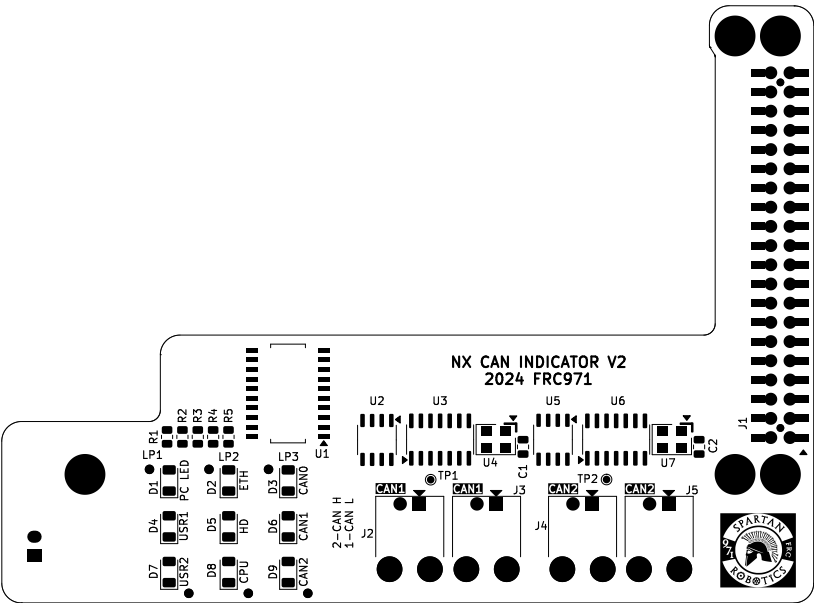 NX CAN INDICATOR V2
2024 FRC971
U2
U3
U5
U6
J1
R1
R2
R3
R4
R5
U1
U4
C1
U7
C2
LP1
LP2
LP3
TP1
TP2
D1
PC LED
D2
ETH
D3
CAN0
CAN1
CAN1
J3
CAN2
CAN2
J5
2-CAN H
1-CAN L
J2
J4
D4
USR1
D5
HD
D6
CAN1
D7
USR2
D8
CPU
D9
CAN2
SPARTAN
971
FRC
ROBOTICS